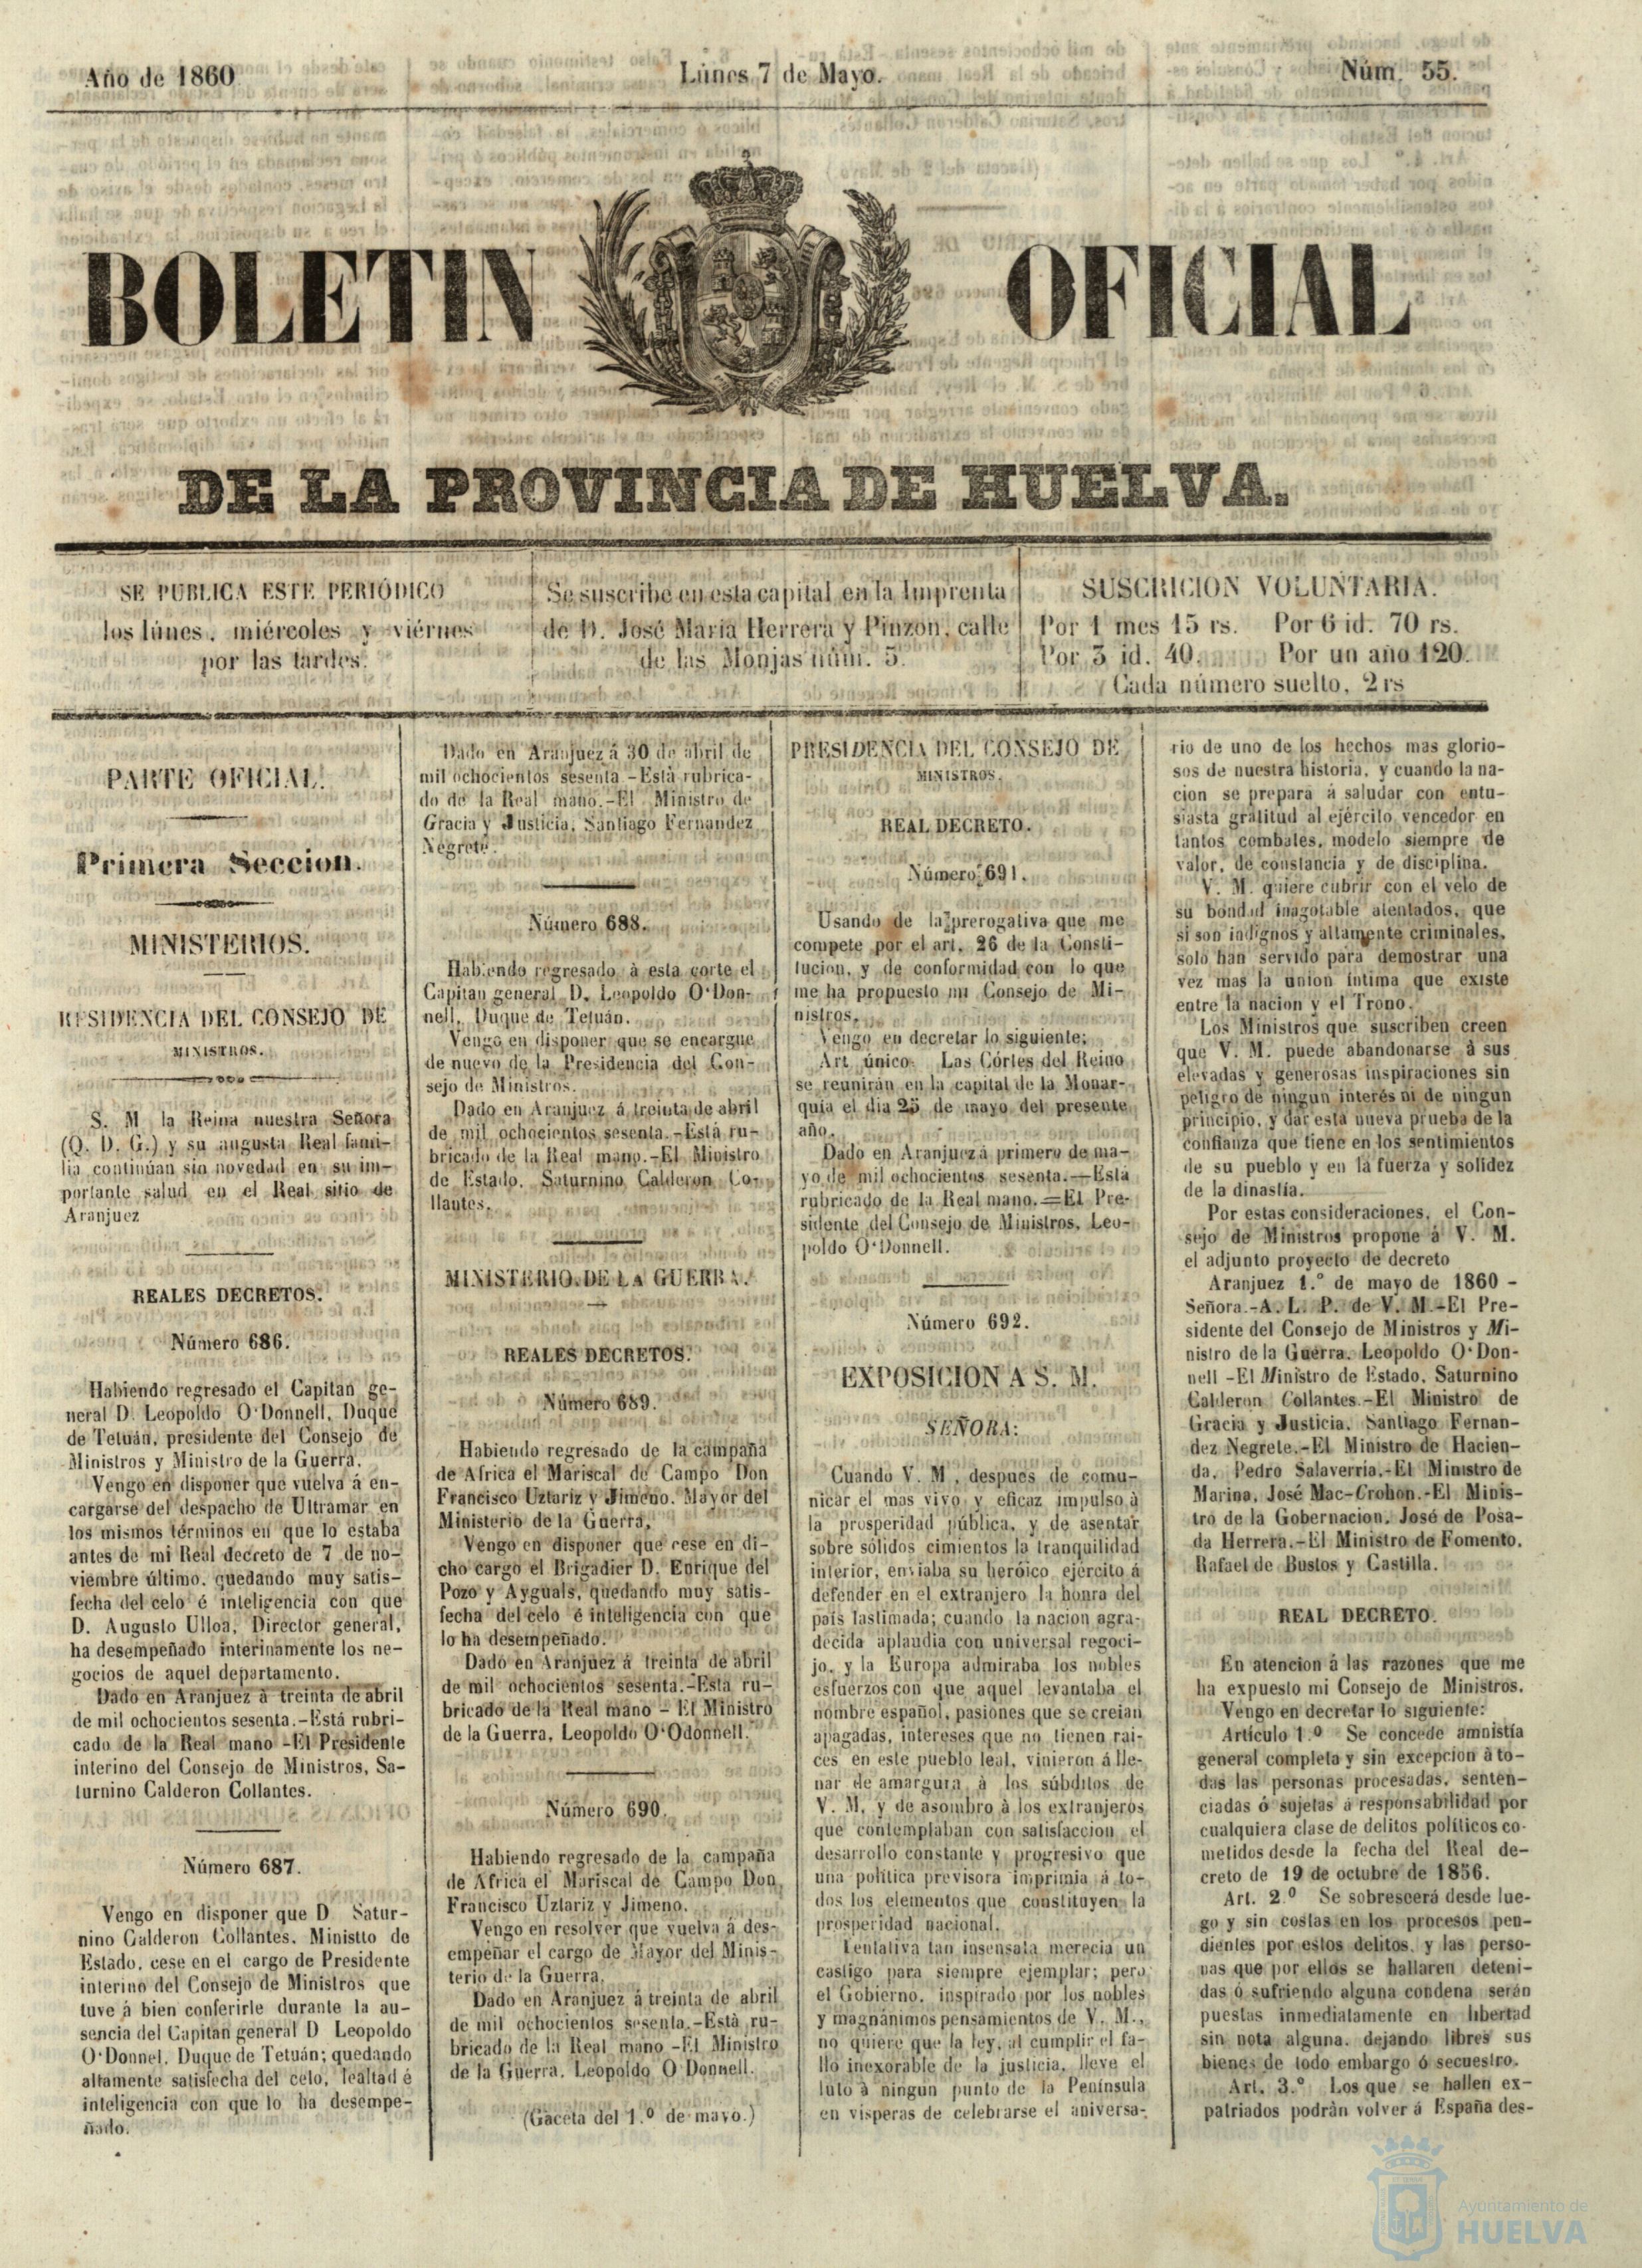 Año de 1860
Lúnes 7 de Mayo.
Núm. 55.
BOLETIN OFICIAL
DE LA PROVINCIA DE HUELVA.
SE PUBLICA ESTE PERIÓDICO
los lúnes, miércoles y viérnes
por las tardes.
Se suscribe en esta capital en la Imprenta
de D. José Maria Herrera y Pinzon, calle
de las Monjas núm. 5.
SUSCRICION VOLUNTARIA.
Por 1 mes 15 rs. Por 6 id. 70 rs.
Por 3 id. 40. Por un año 120.
Cada número suelto, 2 rs
PARTE OFICIAL.
Primera Seccion.
MINISTERIOS.
RESIDENCIA DEL CONSEJO DE
MINISTROS.
S. M la Reina nuestra Señora
(Q. D. G.) y su augusta Real fami-
lia continúan sin novedad en su im-
portante salud en el Real sitio de
Aranjuez
REALES DECRETOS.
Número 686.
Habiendo regresado el Capitan ge-
neral D. Leopoldo O'Donnell, Duque
de Tetuán, presidente del Consejo de
Ministros y Ministro de la Guerra,
Vengo en disponer que vuelva á en-
cargarse del despacho de Ultramar en
los mismos términos en que lo estaba
antes de mi Real decreto de 7 de no-
viembre último, quedando muy satis-
fecha del celo é inteligencia con que
D. Augusto Ulloa, Director general,
ha desempeñado interinamente los ne-
gocios de aquel departamento.
Dado en Aranjuez à treinta de abril
de mil ochocientos sesenta.-Está rubri-
cado de la Real mano -El Presidente
interino del Consejo de Ministros, Sa-
turnino Calderon Collantes.
Número 687.
Vengo en disponer que D. Satur-
nino Calderon Collantes, Ministto de
Estado, cese en el cargo de Presidente
interino del Consejo de Ministros que
tuve á bien conferirle durante la au-
sencia del Capitan general D Leopoldo
O'Donnel, Duque de Tetuán; quedando
altamente satisfecha del celo, lealtad é
inteligencia con que lo ha desempe-
ñado.
Dado en Aranjuez á 30 de abril de
mil ochocientos sesenta.-Está rubrica-
do de la Real mano.-El Ministro de
Gracia y Justicia, Santiago Fernandez
Negrete.
Número 688.
Habiendo regresado á esta corte el
Capitan general D. Leopoldo O'Don-
nell, Duque de Tetuán.
Vengo en disponer que se encargue
de nuevo de la Presidencia del Con-
sejo de Ministros.
Dado en Aranjuez á treinta de abril
de mil ochocientos sesenta.-Està ru-
bricado de la Real mano.-El Ministro
de Estado, Saturnino Calderon Co-
llantes.
MINISTERIO DE LA GUERRA.
REALES DECRETOS.
Número 689.
Habiendo regresado de la campaña
de Africa el Mariscal de Campo Don
Francisco Uztariz y Jimeno, Mayor del
Ministerio de la Guerra,
Vengo en disponer que cese en di-
cho cargo el Brigadier D. Enrique del
Pozo y Ayguals, quedando muy satis-
fecha del celo é inteligencia con que
lo ha desempeñado.
Dado en Aranjuez á treinta de abril
de mil ochocientos sesenta.-Está ru-
bricado de la Real mano - El Ministro
de la Guerra, Leopoldo O'Odonnell.
Número 690.
Habiendo regresado de la campaña
de Africa el Mariscal de Campo Don
Francisco Uztariz y Jimeno.
Vengo en resolver que vuelva á des-
empeñar el cargo de Mayor del Minis-
terio de la Guerra.
Dado en Aranjuez á treinta de abril
de mil ochocientos sesenta.-Està ru-
bricado de la Real mano -El Ministro
de la Guerra, Leopoldo O Donnell.
(Gaceta del 1.º de mayo.)
PRESIDENCIA DEL CONSEJO DE
MINISTROS.
REAL DECRETO.
Número 691.
Usando de la prerogativa que me
compete por el art. 26 de la Consti-
tucion, y de conformidad con lo que
me ha propuesto mi Consejo de Mi-
nistros,
Vengo en decretar lo siguiente:
Art único. Las Córtes del Reino
se reunirán en la capital de la Monar-
quía el dia 25 de mayo del presente
año.
Dado en Aranjuez á primero de ma-
yo de mil ochocientos sesenta.—Está
rubricado de la Real mano.=El Pre-
sidente del Consejo de Ministros, Leo-
poldo O'Donnell.
Número 692.
EXPOSICION A S. M.
SEÑORA:
Cuando V. M., despues de comu-
nicar el mas vivo y eficaz impulso à
la prosperidad pública, y de asentar
sobre sólidos cimientos la tranquilidad
interior, enviaba su heróico ejército á
defender en el extranjero la honra del
país lastimada; cuando la nacion agra-
decida aplaudia con universal regoci-
jo, y la Europa admiraba los nobles
esfuerzos con que aquel levantaba el
nombre español, pasiones que se creian
apagadas, intereses que no tienen rai-
ces en este pueblo leal, vinieron á lle-
nar de amargura à los súbditos de
V. M. y de asombro à los extranjeros
que contemplaban con satisfaccion el
desarrollo constante y progresivo que
una política previsora imprimia á to-
dos los elementos que constituyen la
prosperidad nacional.
Tentativa tan insensata merecia un
castigo para siempre ejemplar; pero
el Gobierno, inspirado por los nobles
y magnánimos pensamientos de V. M.,
no quiere que la ley, al cumplir el fa-
llo inexorable de la justicia, lleve el
luto à ningun punto de la Península
en visperas de celebrarse el aniversa-
rio de uno de los hechos mas glorio-
sos de nuestra historia, y cuando la na-
cion se prepara á saludar con entu-
siasta gratitud al ejército vencedor en
tantos combates, modelo siempre de
valor, de constancia y de disciplina.
V. M. quiere cubrir con el velo de
su bondad inagotable atentados, que
si son indignos y altamente criminales,
solo han servido para demostrar una
vez mas la union íntima que existe
entre la nacion y el Trono.
Los Ministros que suscriben creen
que V. M. puede abandonarse à sus
elevadas y generosas inspiraciones sin
peligro de ningun interés ni de ningun
principio, y dar esta nueva prueba de la
confianza que tiene en los sentimientos
de su pueblo y en la fuerza y solidez
de la dinastía.
Por estas consideraciones, el Con-
sejo de Ministros propone á V. M.
el adjunto proyecto de decreto
Aranjuez 1.º de mayo de 1860 -
Señora.-A. L. P. de V. M.-El Pre-
sidente del Consejo de Ministros y Mi-
nistro de la Guerra, Leopoldo O'Don-
nell -El Ministro de Estado, Saturnino
Calderon Collantes.-El Ministro de
Gracia y Justicia, Santiago Fernan-
dez Negrete.-El Ministro de Hacien-
da, Pedro Salaverría.-El Ministro de
Marina, José Mac-Crohon.-El Minis-
tro de la Gobernacion, José de Posa-
da Herrera.-El Ministro de Fomento,
Rafael de Bustos y Castilla.
REAL DECRETO.
En atencion á las razones que me
ha expuesto mi Consejo de Ministros,
Vengo en decretar lo siguiente:
Artículo 1.º Se concede amnistía
general completa y sin excepcion à to-
das las personas procesadas, senten-
ciadas ó sujetas á responsabilidad por
cualquiera clase de delitos políticos co-
metidos desde la fecha del Real de-
creto de 19 de octubre de 1856.
Art. 2.º Se sobreseerá desde lue-
go y sin costas en los procesos pen-
dientes por estos delitos, y las perso-
nas que por ellos se hallaren deteni-
das ó sufriendo alguna condena serán
puestas inmediatamente en libertad
sin nota alguna, dejando libres sus
bienes de todo embargo ó secuestro.
Art. 3.º Los que se hallen ex-
patriados podràn volver á España des-
Ayuntamiento de
HUELVA